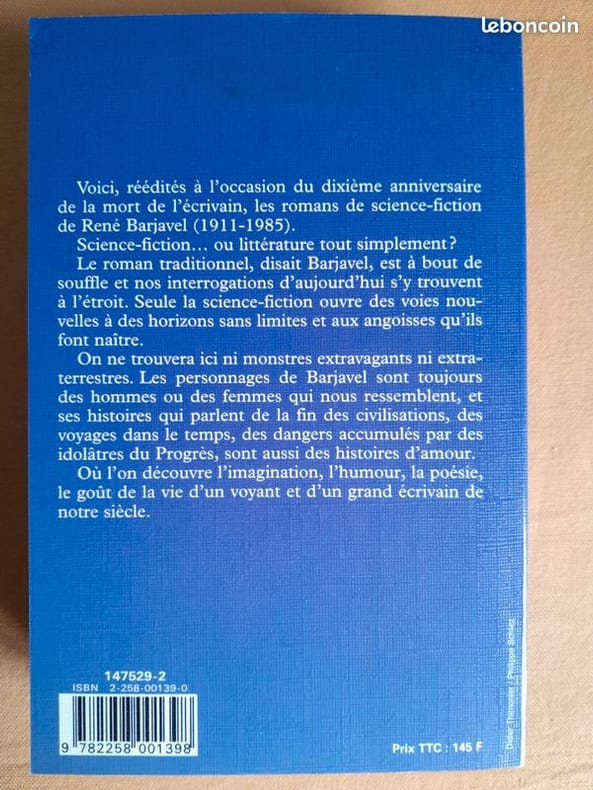 leboncoin
Voici, réédités à l'occasion du dixième anniversaire
de la mort de l'écrivain, les romans de science-fiction
de René Barjavel (1911-1985).
Science-fiction... ou littérature tout simplement?
Le roman traditionnel, disait Barjavel, est à bout de
souffle et nos interrogations d'aujourd'hui s'y trouvent
à l'étroit. Seule la science-fiction ouvre des voies nou-
velles à des horizons sans limites et aux angoisses qu'ils
font naître.
On ne trouvera ici ni monstres extravagants ni extra-
terrestres. Les personnages de Barjavel sont toujours
des hommes ou des femmes qui nous ressemblent, et
ses histoires qui parlent de la fin des civilisations, des
voyages dans le temps, des dangers accumulés par des
idolâtres du Progrès, sont aussi des histoires d'amour.
Où l'on découvre l'imagination, l'humour, la poésie,
le goût de la vie d'un voyant et d'un grand écrivain de
notre siècle.
147529-2
ISBN 2-258-00139-0
9 782258 001398
Prix TTC : 145 F
Didier Thimonier / Philippe